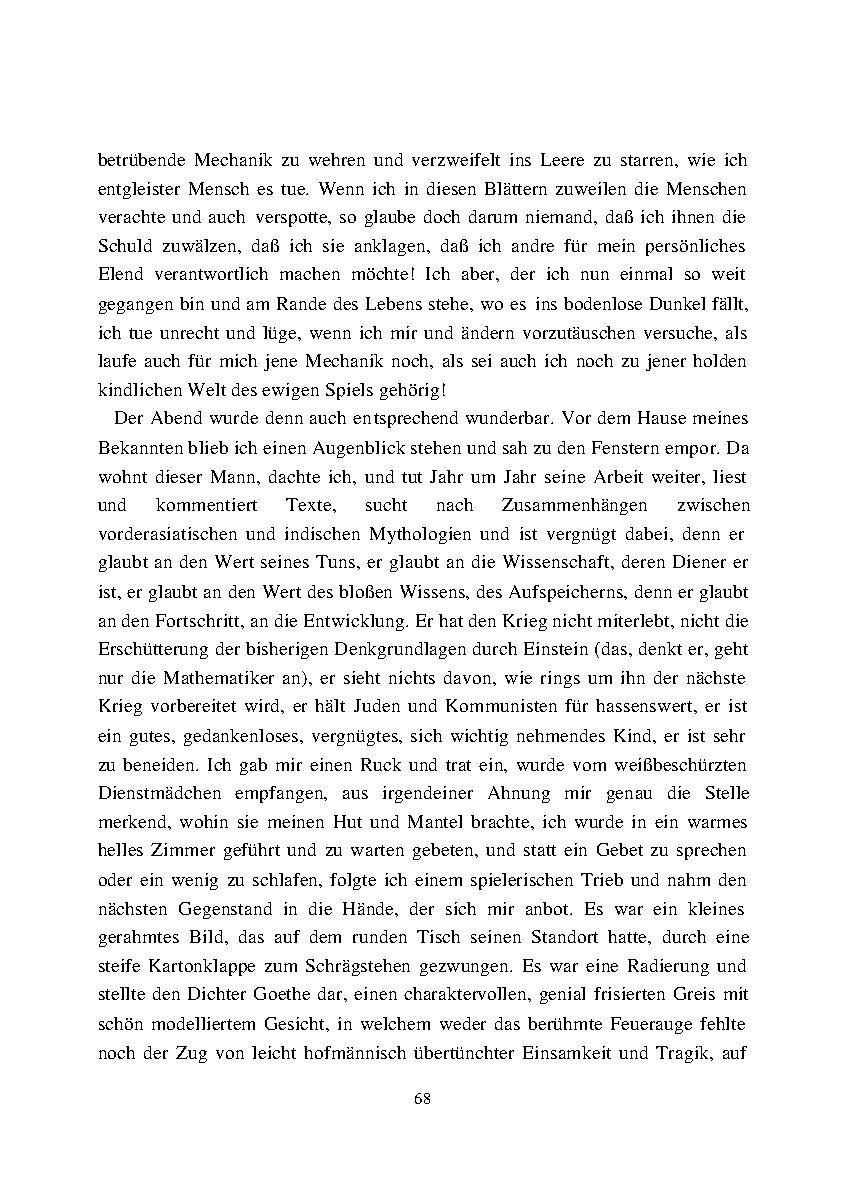 betrübende Mechanik zu wehren und verzweifelt ins Leere zu starren, wie ich
entgleister Mensch es tue. Wenn ich in diesen Blättern zuweilen die Menschen
verachte und auch verspotte, so glaube doch darum niemand, daß ich ihnen die
Schuld zuwälzen, daß ich sie anklagen, daß ich andre für mein persönliches
Elend verantwortlich machen möchte! Ich aber, der ich nun einmal so weit
gegangen bin und am Rande des Lebens stehe, wo es ins bodenlose Dunkel fällt,
ich tue unrecht und lüge, wenn ich mir und ändern vorzutäuschen versuche, als
laufe auch für mich jene Mechanik noch, als sei auch ich noch zu jener holden
kindlichen Welt des ewigen Spiels gehörig!
Der Abend wurde denn auch entsprechend wunderbar. Vor dem Hause meines
Bekannten blieb ich einen Augenblick stehen und sah zu den Fenstern empor. Da
wohnt dieser Mann, dachte ich, und tut Jahr um Jahr seine Arbeit weiter, liest
und kommentiert Texte, sucht nach Zusammenhängen zwischen
vorderasiatischen und indischen Mythologien und ist vergnügt dabei, denn er
glaubt an den Wert seines Tuns, er glaubt an die Wissenschaft, deren Diener er
ist, er glaubt an den Wert des bloßen Wissens, des Aufspeicherns, denn er glaubt
an den Fortschritt, an die Entwicklung. Er hat den Krieg nicht miterlebt, nicht die
Erschütterung der bisherigen Denkgrundlagen durch Einstein (das, denkt er, geht
nur die Mathematiker an), er sieht nichts davon, wie rings um ihn der nächste
Krieg vorbereitet wird, er hält Juden und Kommunisten für hassenswert, er ist
ein gutes, gedankenloses, vergnügtes, sich wichtig nehmendes Kind, er ist sehr
zu beneiden. Ich gab mir einen Ruck und trat ein, wurde vom weißbeschürzten
Dienstmädchen empfangen, aus irgendeiner Ahnung mir genau die Stelle
merkend, wohin sie meinen Hut und Mantel brachte, ich wurde in ein warmes
helles Zimmer geführt und zu warten gebeten, und statt ein Gebet zu sprechen
oder ein wenig zu schlafen, folgte ich einem spielerischen Trieb und nahm den
nächsten Gegenstand in die Hände, der sich mir anbot. Es war ein kleines
gerahmtes Bild, das auf dem runden Tisch seinen Standort hatte, durch eine
steife Kartonklappe zum Schrägstehen gezwungen. Es war eine Radierung und
stellte den Dichter Goethe dar, einen charaktervollen, genial frisierten Greis mit
schön modelliertem Gesicht, in welchem weder das berühmte Feuerauge fehlte
noch der Zug von leicht hofmännisch übertünchter Einsamkeit und Tragik, auf
68